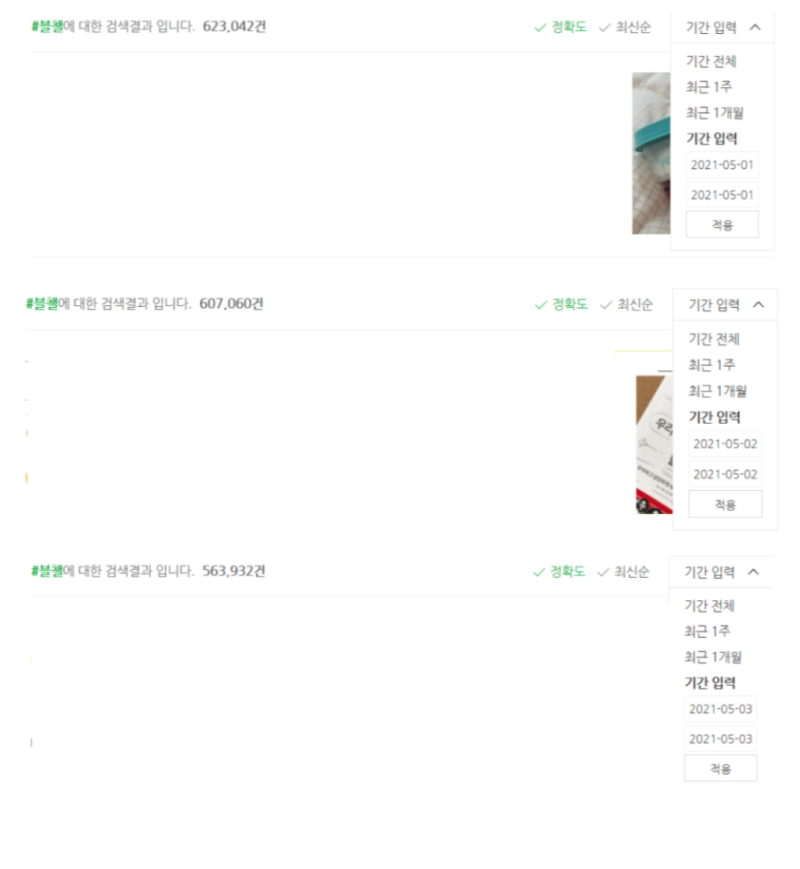 #블챌에 대한 검색결과 입니다. 623,042건 정확도 최신순 기간 입력
기간 전체
최근 1주
최근 1개월
기간 입력
2021-05-01
2021-05-01
적용
#블챌에 대한 검색결과 입니다. 607,060건 정확도 최신순 기간 입력
기간 전체
최근 1주
최근 1개월
기간 입력
우리
2021-05-02
2021-05-02
적용
#블챌에 대한 검색결과 입니다. 563,932건 정확도 최신순 기간 입력
기간 전체
최근 1주
최근 1개월
기간 입력
2021-05-03
2021-05-03
적용